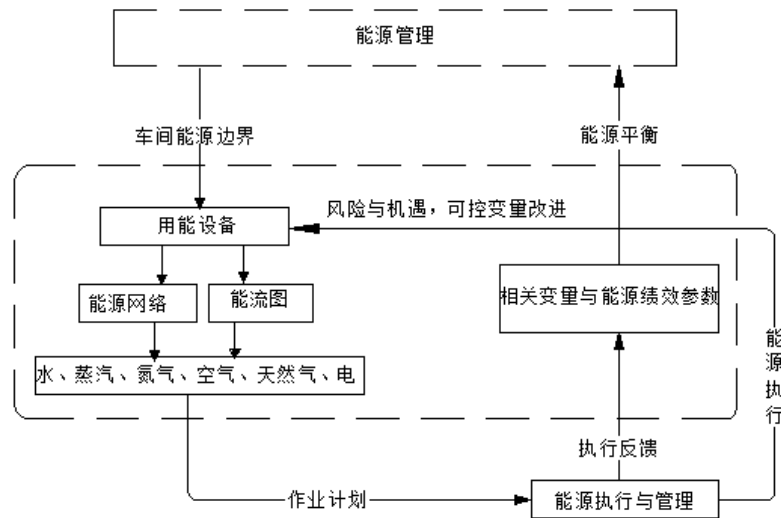 能源管理
车间能源边界
能源平衡
风险与机遇，可控变量改进
用能设备
能源网络
能流图
相关变量与能源绩效参数
水、蒸汽、氮气、空气、天然气、电
能源执行
执行反馈
作业计划
能源执行与管理